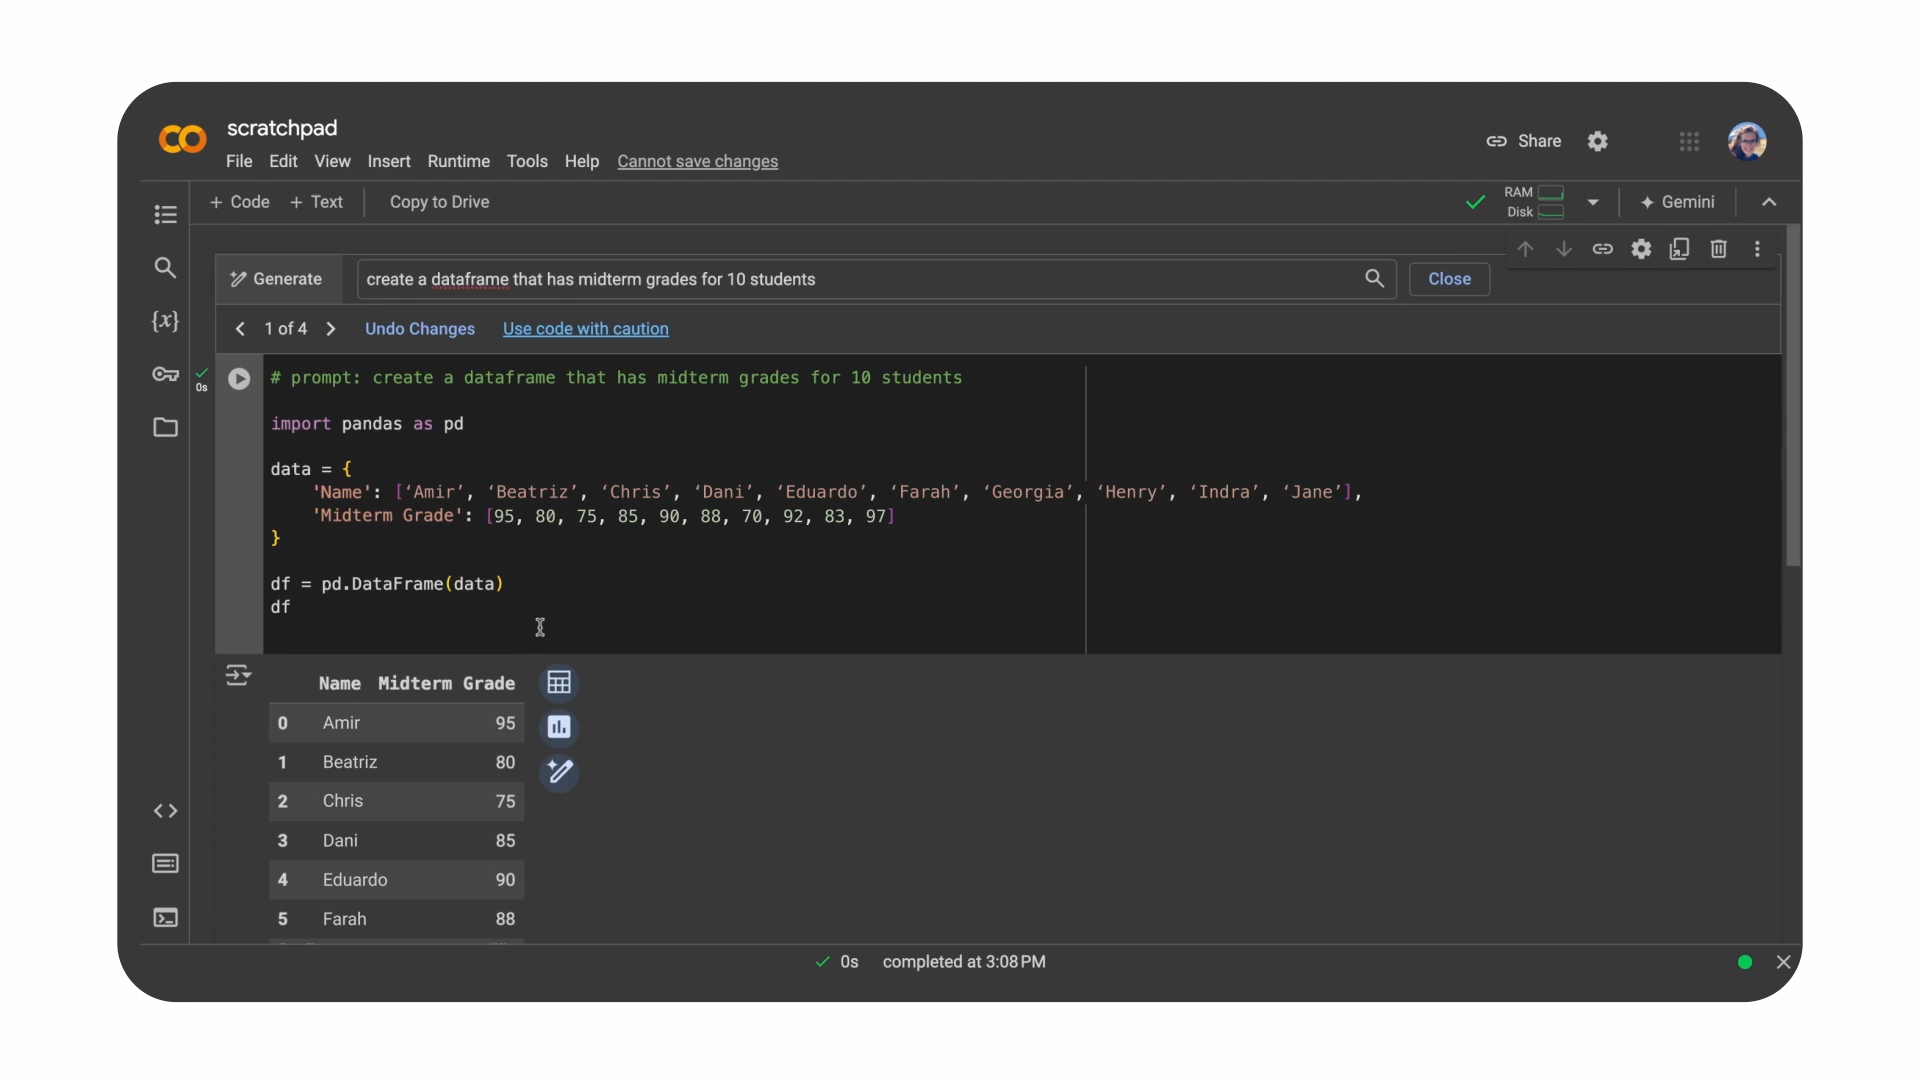 scratchpad
File Edit View Insert Runtime Tools Help Cannot save changes
Share
+ Code + Text Copy to Drive
RAM
Disk
Gemini
Generate create a dataframe that has midterm grades for 10 students Close
1 of 4 Undo Changes Use code with caution
0s
# prompt: create a dataframe that has midterm grades for 10 students
import pandas as pd
data = {
'Name': [‘Amir’, ‘Beatriz’, ‘Chris’, ‘Dani’, ‘Eduardo’, ‘Farah’, ‘Georgia’, ‘Henry’, ‘Indra’, ‘Jane’],
'Midterm Grade': [95, 80, 75, 85, 90, 88, 70, 92, 83, 97]
}
df = pd.DataFrame(data)
df
Name Midterm Grade
0 Amir 95
1 Beatriz 80
2 Chris 75
3 Dani 85
4 Eduardo 90
5 Farah 88
0s completed at 3:08 PM